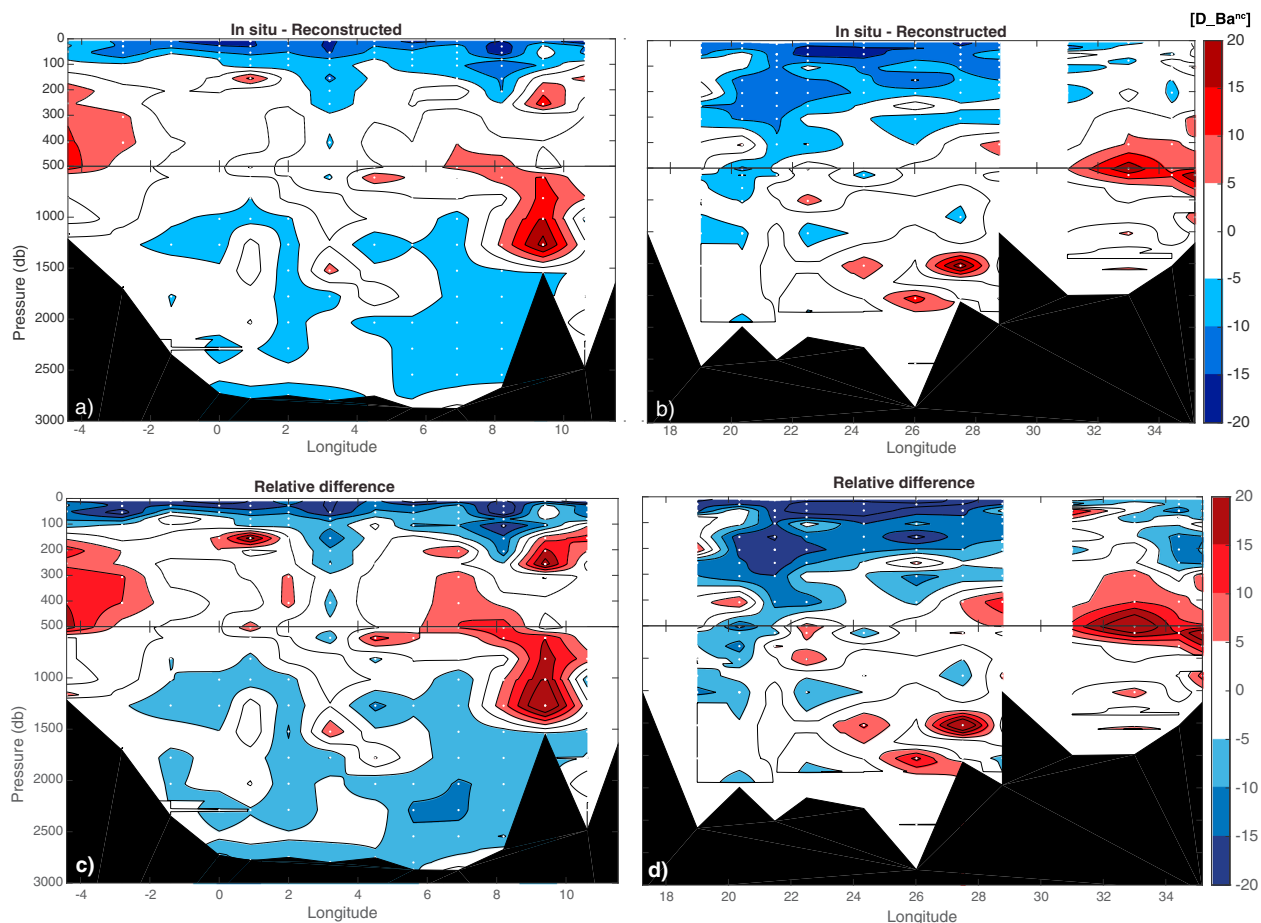 [D_Baⁿᶜ]
In situ - Reconstructed
In situ - Reconstructed
0
100
200
300
400
500
1000
1500
2000
2500
3000
Pressure (db)
a)
-4 -2 0 2 4 6 8 10
Longitude
b)
18 20 22 24 26 28 30 32 34
Longitude
20
15
10
5
0
-5
-10
-15
-20
Relative difference
Relative difference
0
100
200
300
400
500
1000
1500
2000
2500
3000
Pressure (db)
c)
-4 -2 0 2 4 6 8 10
Longitude
d)
18 20 22 24 26 28 30 32 34
Longitude
20
15
10
5
0
-5
-10
-15
-20